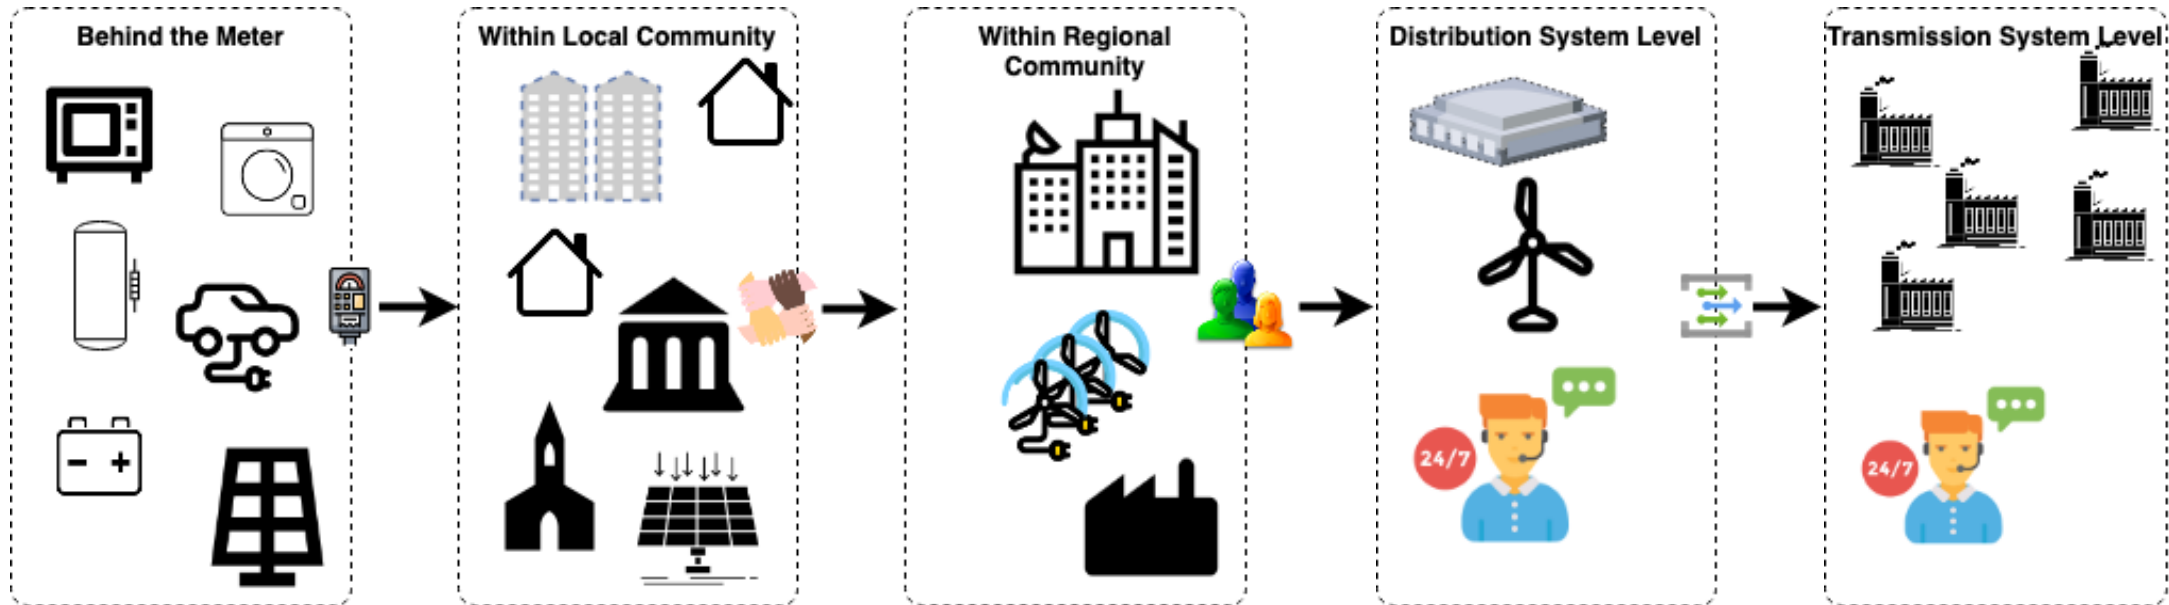 Behind the Meter
Within Local Community
Within Regional
Community
Distribution System Level
Transmission System Level
24/7
24/7